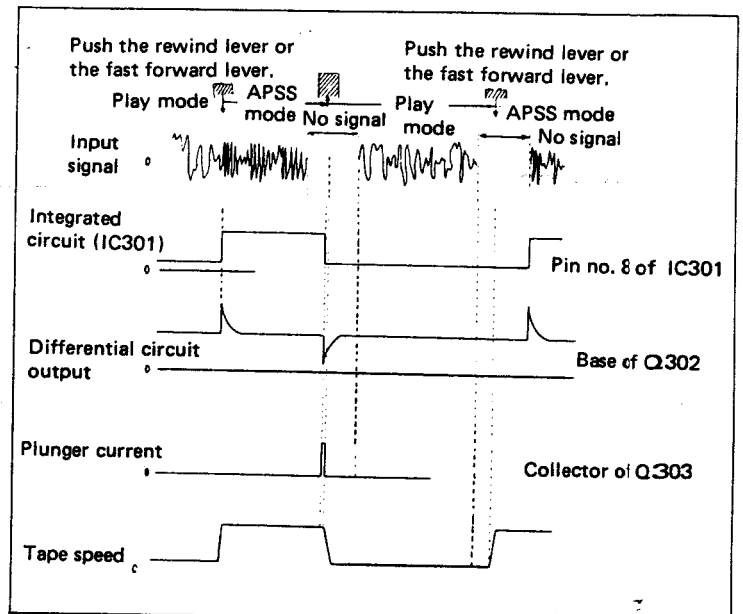 Push the rewind lever or
the fast forward lever.
Push the rewind lever or
the fast forward lever.
Play mode
APSS
mode
No signal
Play
mode
APSS mode
No signal
Input
signal
0
Integrated
circuit (IC301)
0
Pin no. 8 of IC301
Differential circuit
output
0
Base of Q302
Plunger current
0
Collector of Q303
Tape speed
0